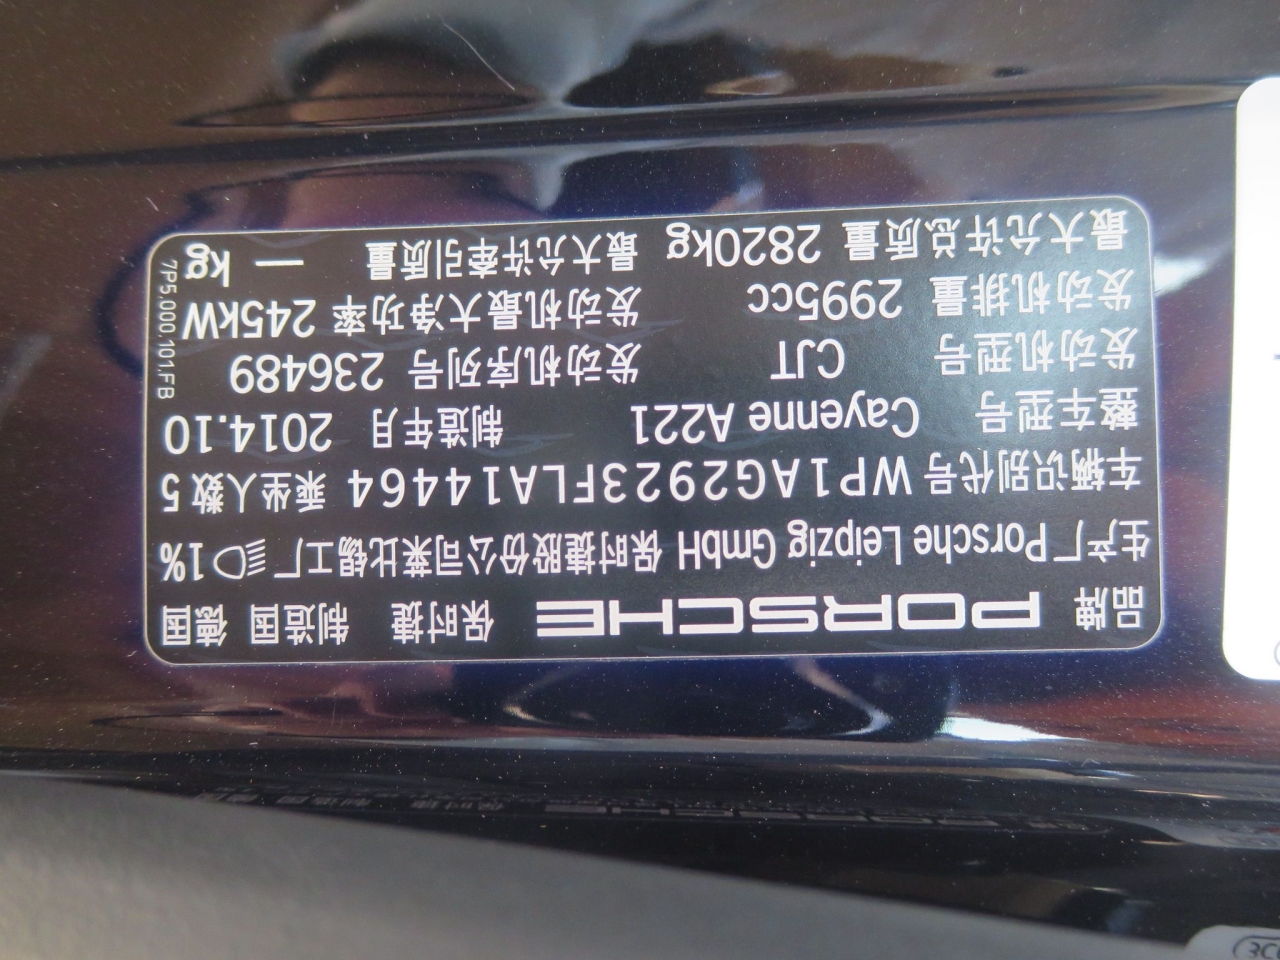 品牌 PORSCHE 保时捷 制造国 德国
生产厂 Porsche Leipzig GmbH 保时捷股份公司莱比锡工厂 1%
车辆识别代号 WP1AG2923FLA14464 乘坐人数 5
整车型号 Cayenne A221 制造年月 2014.10
发动机型号 CJT 发动机序列号 236489
发动机排量 2995cc 发动机最大净功率 245kW
最大允许总质量 2820kg 最大允许牵引质量 — kg
7P5.000.101.FB